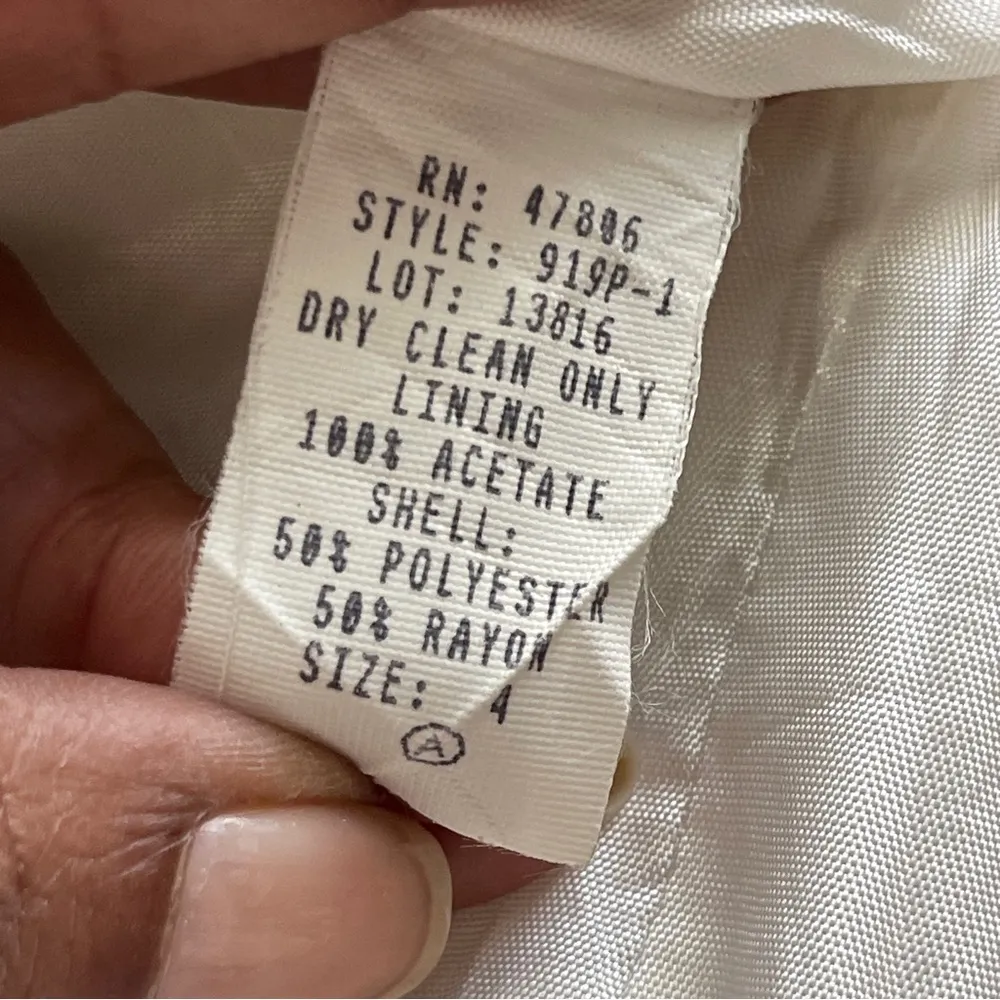 RN: 47806
STYLE: 919P-1
LOT: 13816
DRY CLEAN ONLY
LINING
100% ACETATE
SHELL:
50% POLYESTER
50% RAYON
SIZE: 4
A